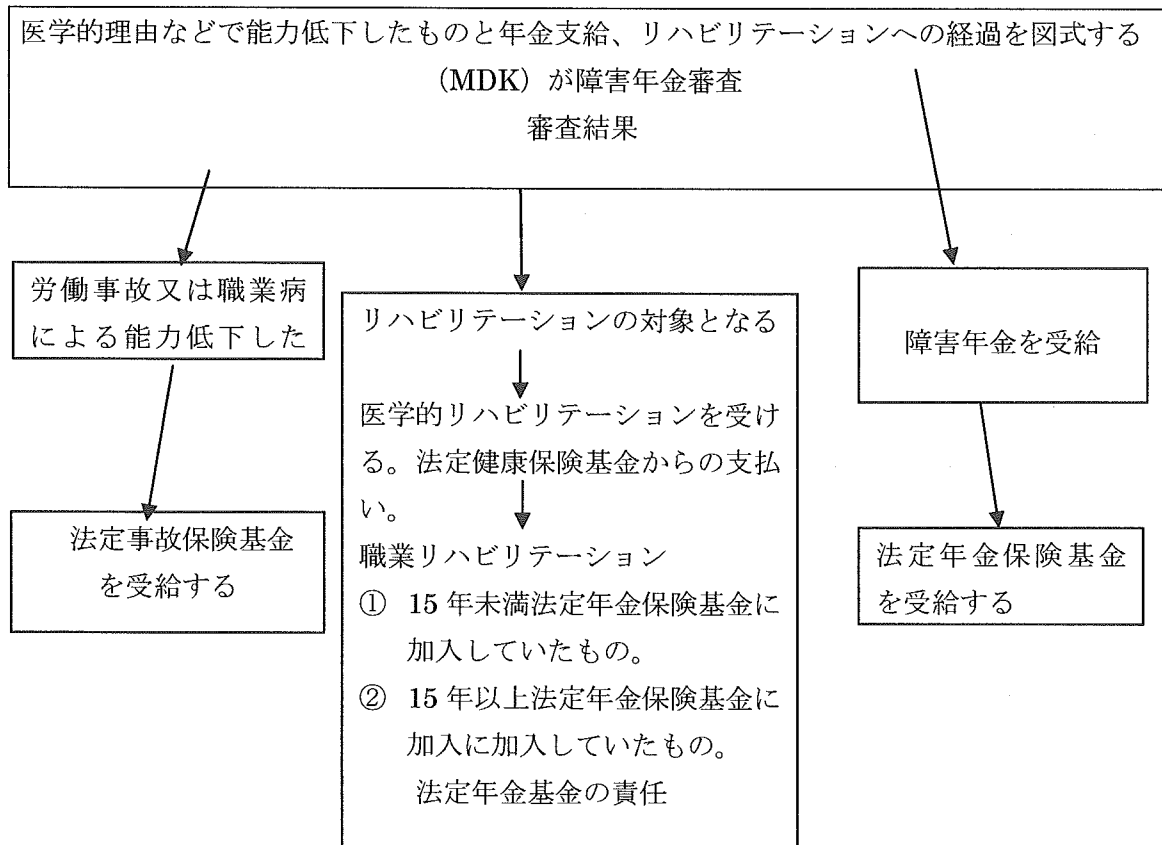 医学的理由などで能力低下したものと年金支給、リハビリテーションへの経過を図式する
（MDK）が障害年金審査
審査結果
労働事故又は職業病
による能力低下した
法定事故保険基金
を受給する
リハビリテーションの対象となる
医学的リハビリテーションを受け
る。法定健康保険基金からの支払
い。
職業リハビリテーション
① 15年未満法定年金保険基金に
加入していたもの。
② 15年以上法定年金保険基金に
加入に加入していたもの。
法定年金基金の責任
障害年金を受給
法定年金保険基金
を受給する